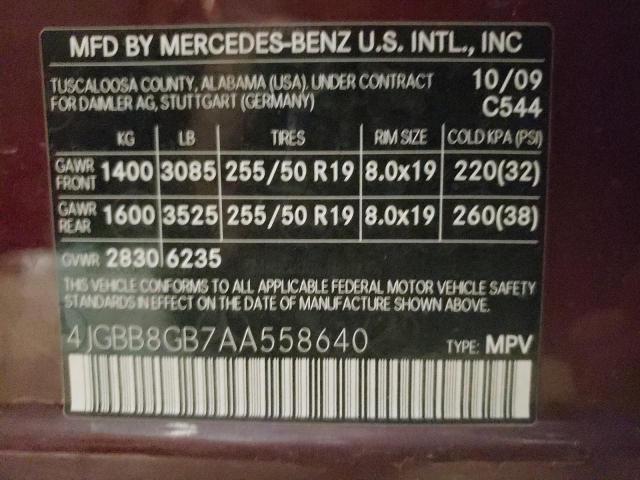 MFD BY MERCEDES-BENZ U.S. INTL., INC
TUSCALOOSA COUNTY, ALABAMA (USA), UNDER CONTRACT 10/09
FOR DAIMLER AG, STUTTGART (GERMANY) C544
KG LB TIRES RIM SIZE COLD KPA (PSI)
GAWR FRONT 1400 3085 255/50 R19 8.0x19 220(32)
GAWR REAR 1600 3525 255/50 R19 8.0x19 260(38)
GVWR 2830 6235
THIS VEHICLE CONFORMS TO ALL APPLICABLE FEDERAL MOTOR VEHICLE SAFETY
STANDARDS IN EFFECT ON THE DATE OF MANUFACTURE SHOWN ABOVE.
4JGBB8GB7AA558640 TYPE: MPV